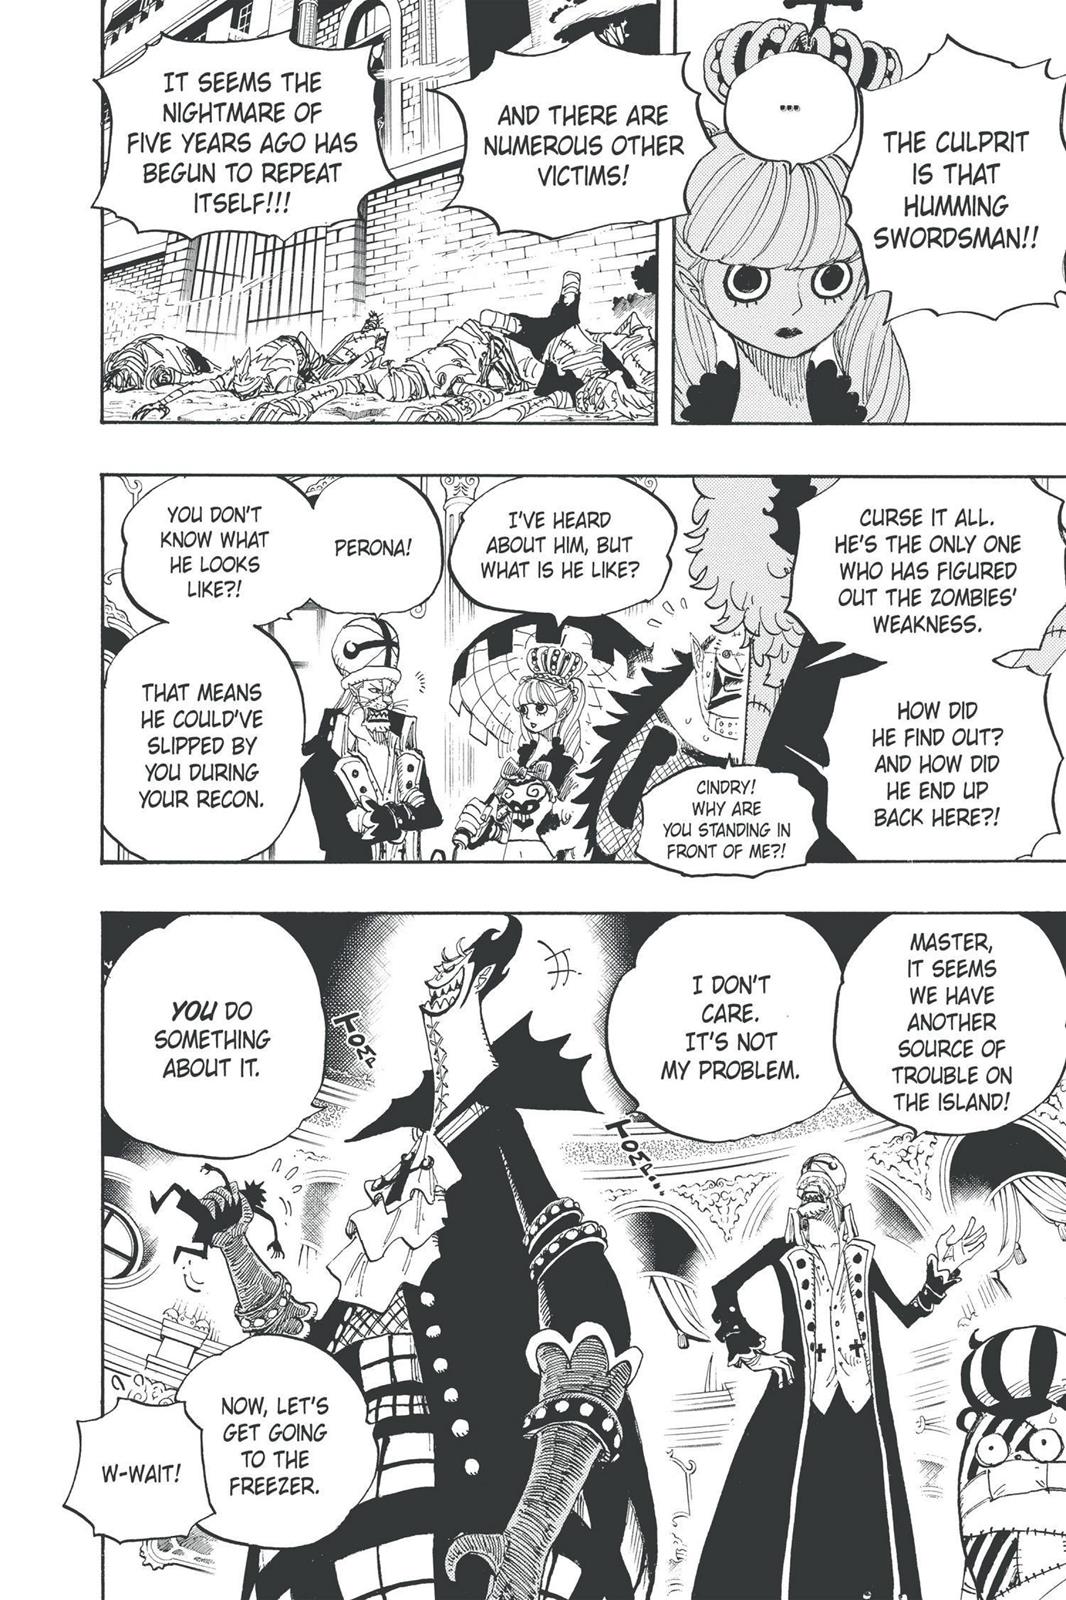 THE CULPRIT
IS THAT
HUMMING
SWORDSMAN!!
...
AND THERE ARE
NUMEROUS OTHER
VICTIMS!
IT SEEMS THE
NIGHTMARE OF
FIVE YEARS AGO HAS
BEGUN TO REPEAT
ITSELF!!!
CURSE IT ALL.
HE'S THE ONLY ONE
WHO HAS FIGURED
OUT THE ZOMBIES'
WEAKNESS.
HOW DID
HE FIND OUT?
AND HOW DID
HE END UP
BACK HERE?!
CINDRY!
WHY ARE
YOU STANDING IN
FRONT OF ME?!
I'VE HEARD
ABOUT HIM, BUT
WHAT IS HE LIKE?
PERONA!
YOU DON'T
KNOW WHAT
HE LOOKS
LIKE?!
THAT MEANS
HE COULD'VE
SLIPPED BY
YOU DURING
YOUR RECON.
MASTER,
IT SEEMS
WE HAVE
ANOTHER
SOURCE OF
TROUBLE ON
THE ISLAND!
I DON'T
CARE.
IT'S NOT
MY PROBLEM.
TOMP...
TOMP
YOU DO
SOMETHING
ABOUT IT.
NOW, LET'S
GET GOING
TO THE
FREEZER.
W-WAIT!